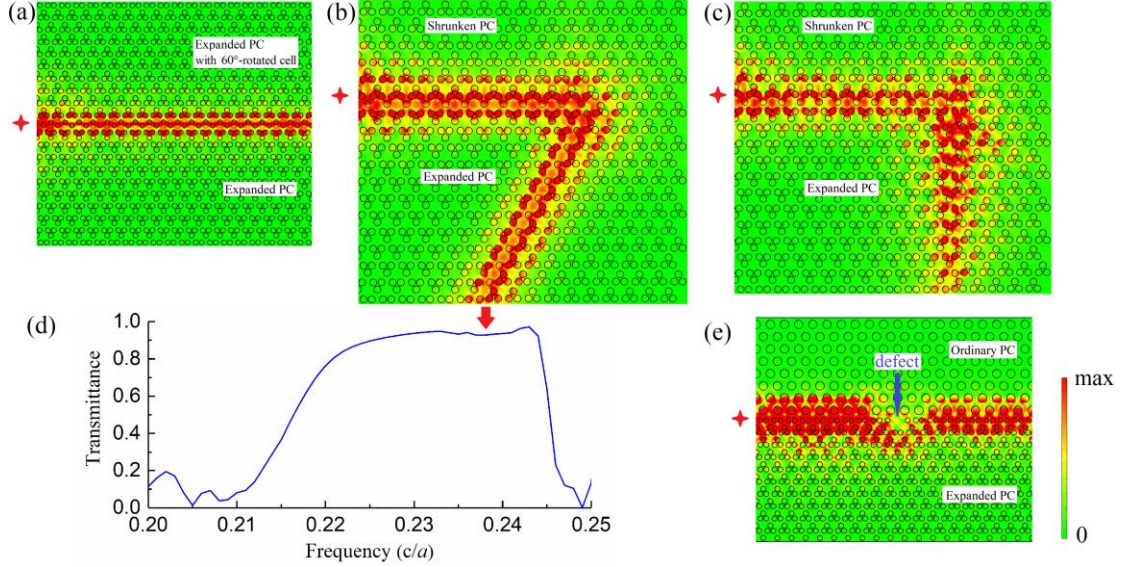 (a)
Expanded PC
with 60°-rotated cell
Expanded PC
(b)
Shrunken PC
Expanded PC
(c)
Shrunken PC
Expanded PC
(d)
1.0
0.8
0.6
0.4
0.2
0.0
Transmittance
0.20
0.21
0.22
0.23
0.24
0.25
Frequency (c/a)
(e)
Ordinary PC
defect
Expanded PC
max
0